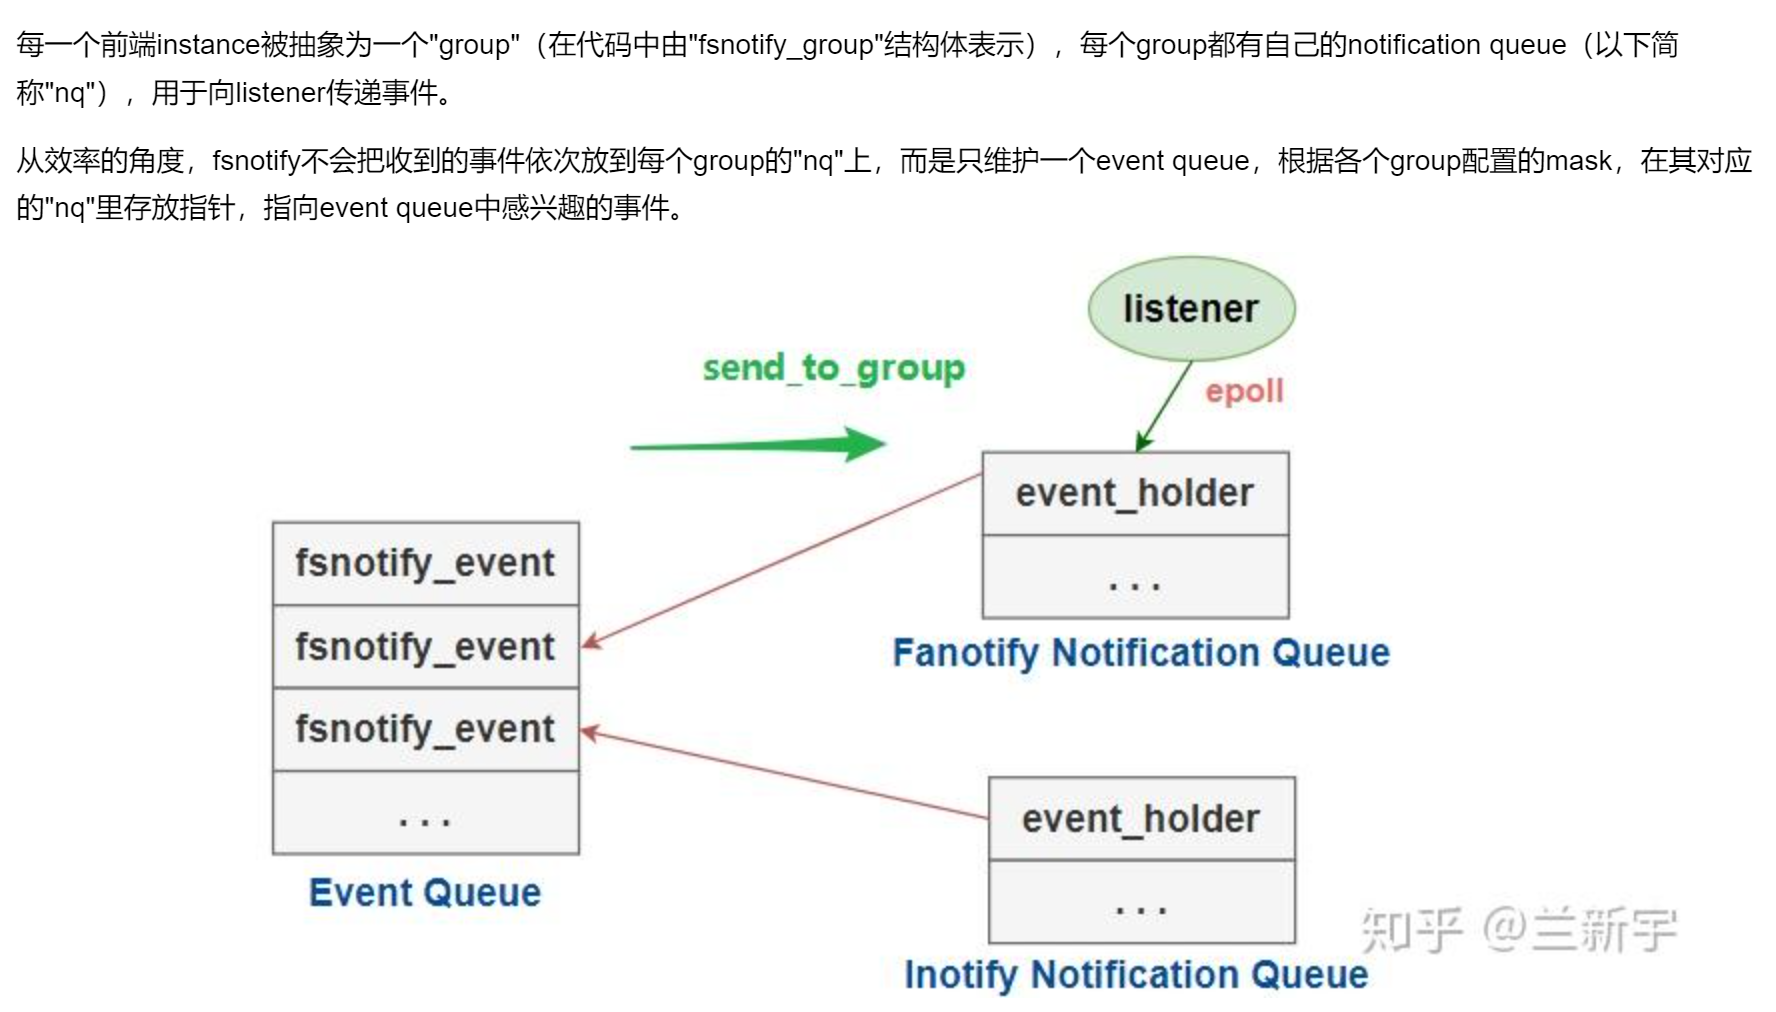 每一个前端instance被抽象为一个"group"（在代码中由"fsnotify_group"结构体表示），每个group都有自己的notification queue（以下简
称"nq"），用于向listener传递事件。
从效率的角度，fsnotify不会把收到的事件依次放到每个group的"nq"上，而是只维护一个event queue，根据各个group配置的mask，在其对应
的"nq"里存放指针，指向event queue中感兴趣的事件。
listener
send_to_group
epoll
event_holder
...
Fanotify Notification Queue
fsnotify_event
fsnotify_event
fsnotify_event
...
Event Queue
event_holder
...
Inotify Notification Queue
知乎 @兰新宇